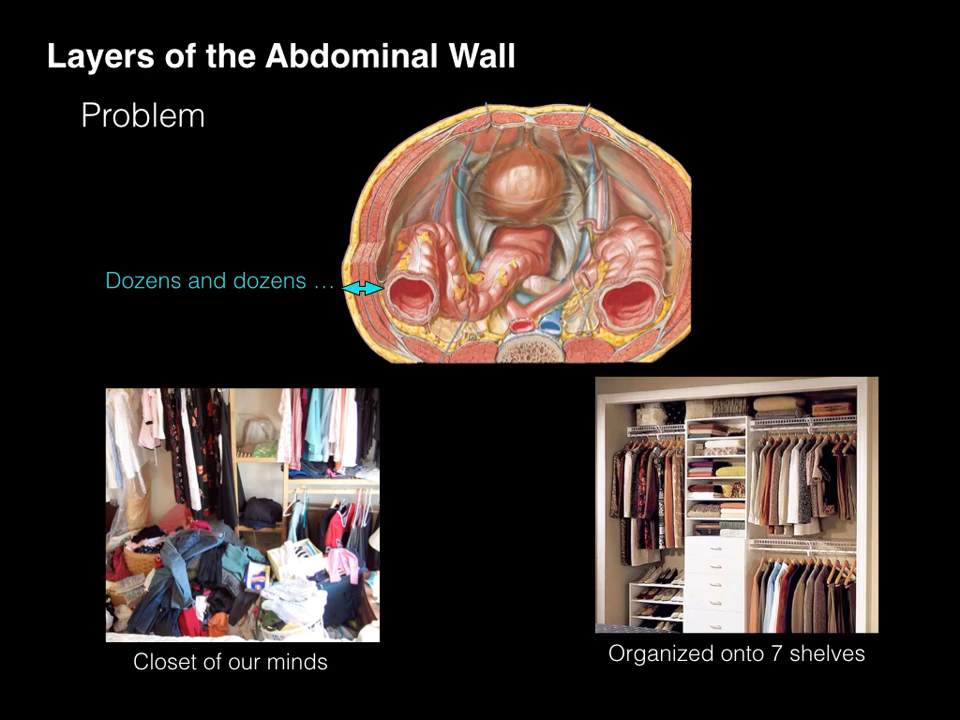 Layers of the Abdominal Wall
Problem
Dozens and dozens …
Closet of our minds
Organized onto 7 shelves